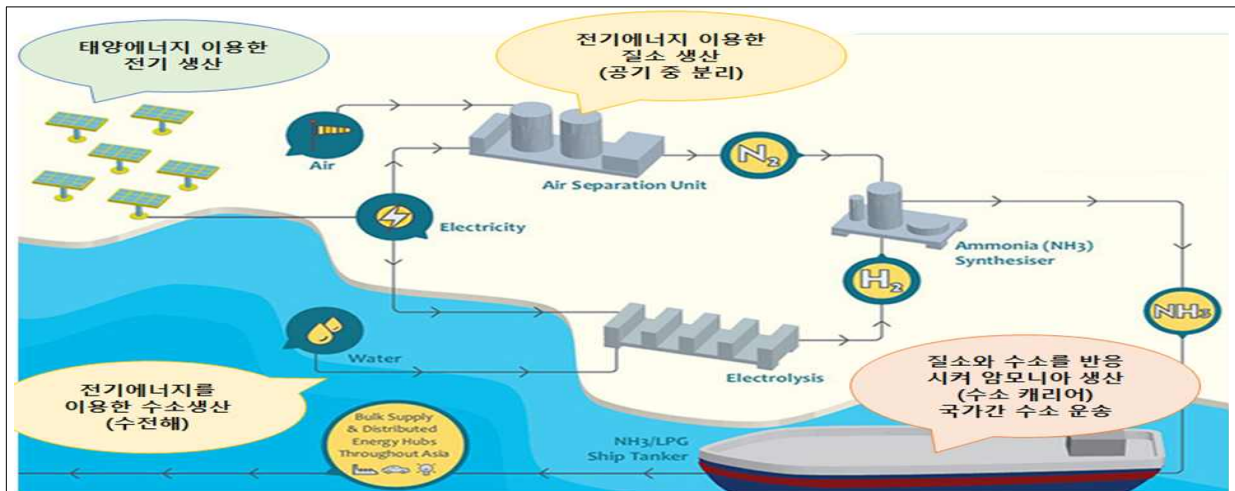 태양에너지 이용한
전기 생산
전기에너지 이용한
질소 생산
(공기 중 분리)
Air
Air Separation Unit
N2
Electricity
Ammonia (NH3)
Synthesiser
H2
NH3
Water
Electrolysis
전기에너지를
이용한 수소생산
(수전해)
Bulk Supply
& Distributed
Energy Hubs
Throughout Asia
NH3/LPG
Ship Tanker
질소와 수소를 반응
시켜 암모니아 생산
(수소 캐리어)
국가간 수소 운송